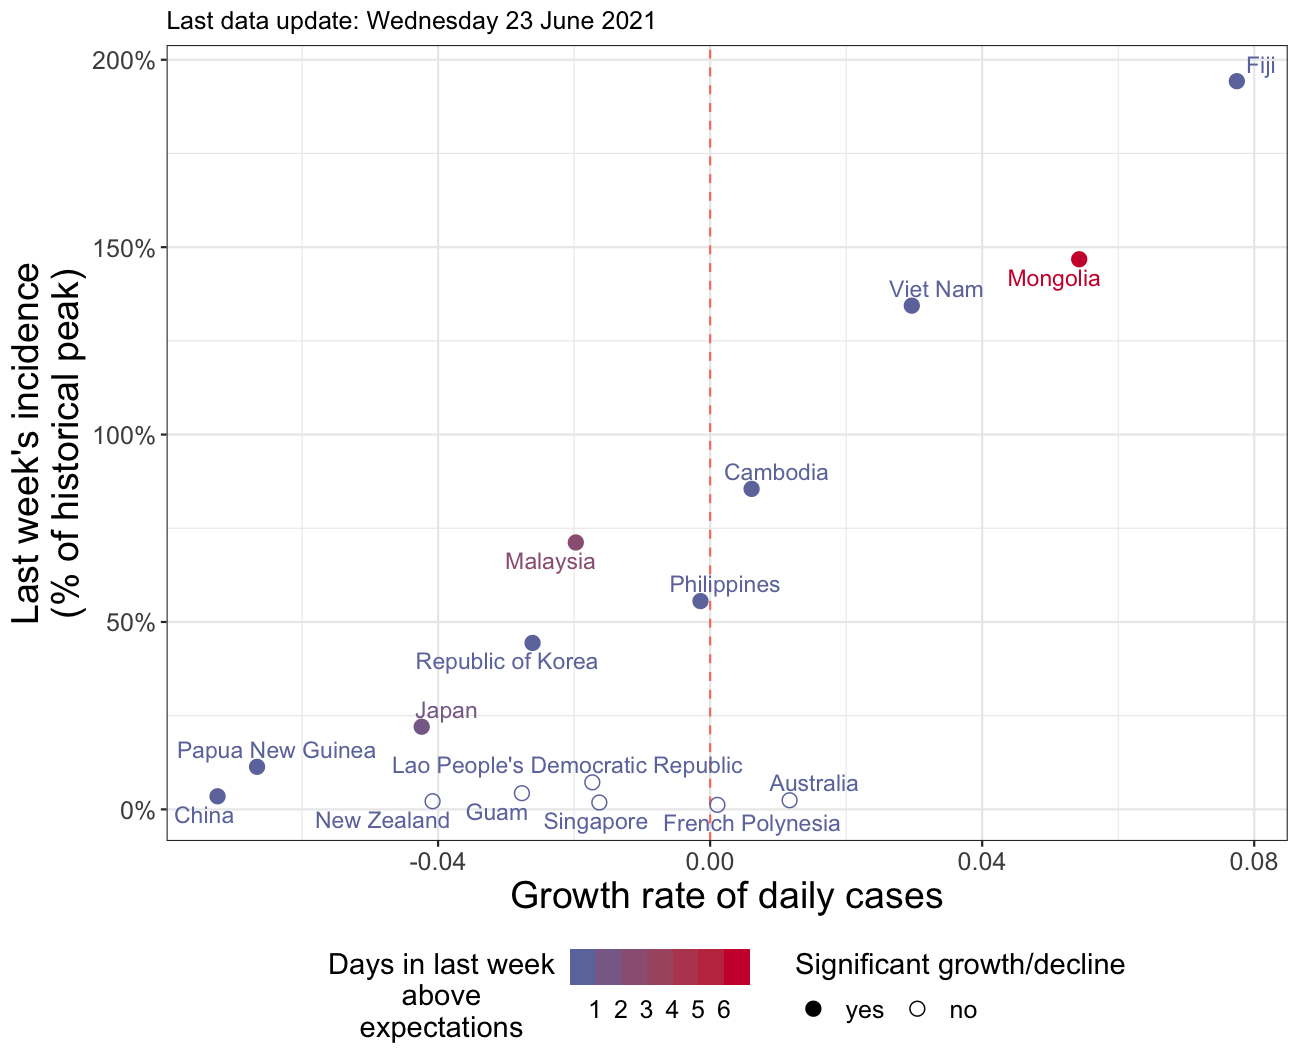 Last data update: Wednesday 23 June 2021
Last week's incidence
(% of historical peak)
200%
150%
100%
50%
0%
Fiji
Mongolia
Viet Nam
Cambodia
Malaysia
Philippines
Republic of Korea
Japan
Papua New Guinea
Lao People's Democratic Republic
Australia
China
New Zealand
Guam
Singapore
French Polynesia
-0.04 0.00 0.04 0.08
Growth rate of daily cases
Days in last week
above
expectations
1 2 3 4 5 6
Significant growth/decline
yes no